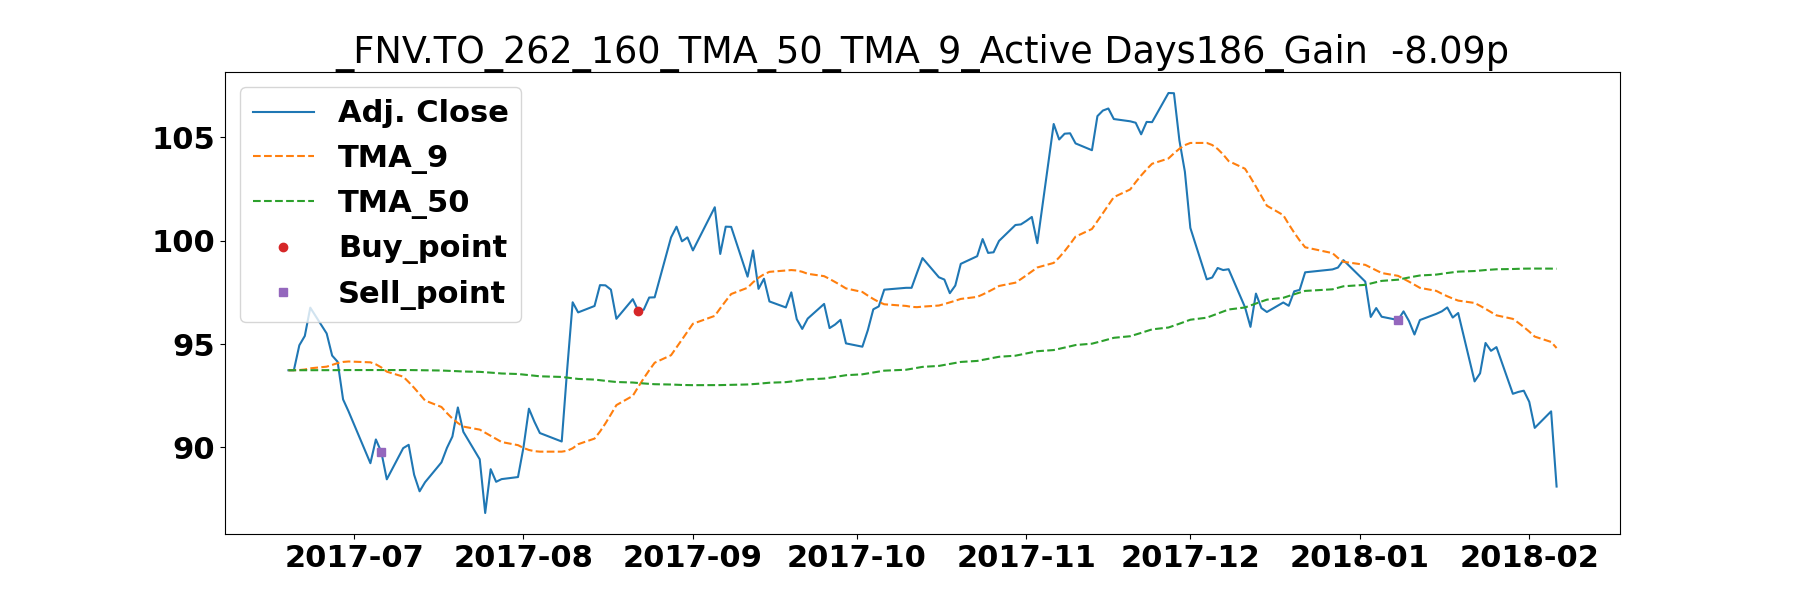 _FNV.TO_262_160_TMA_50_TMA_9_Active Days186_Gain  -8.09p
Adj. Close
TMA_9
TMA_50
Buy_point
Sell_point
105
100
95
90
2017-07 2017-08 2017-09 2017-10 2017-11 2017-12 2018-01 2018-02